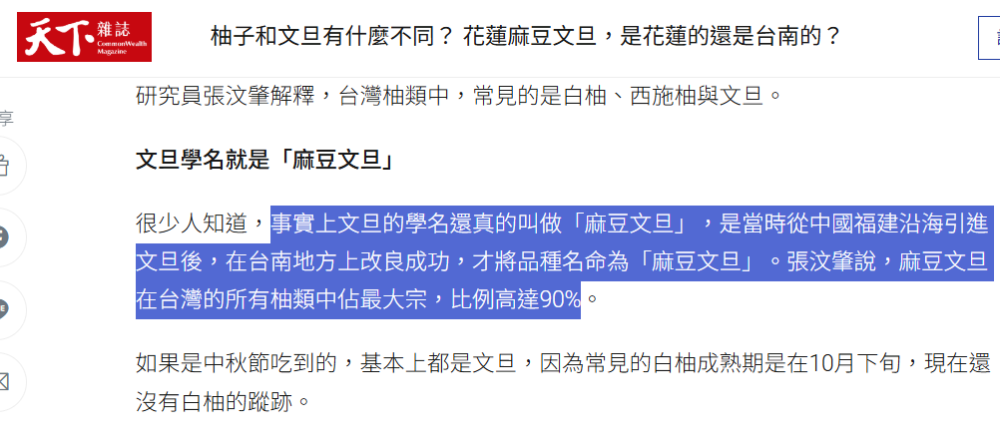 天下雜誌
CommonWealth
Magazine
柚子和文旦有什麼不同？ 花蓮麻豆文旦，是花蓮的還是台南的？
研究員張汶肇解釋，台灣柚類中，常見的是白柚、西施柚與文旦。
享
文旦學名就是「麻豆文旦」
很少人知道，事實上文旦的學名還真的叫做「麻豆文旦」，是當時從中國福建沿海引進
文旦後，在台南地方上改良成功，才將品種名命為「麻豆文旦」。張汶肇說，麻豆文旦
在台灣的所有柚類中佔最大宗，比例高達90%。
如果是中秋節吃到的，基本上都是文旦，因為常見的白柚成熟期是在10月下旬，現在還
沒有白柚的蹤跡。